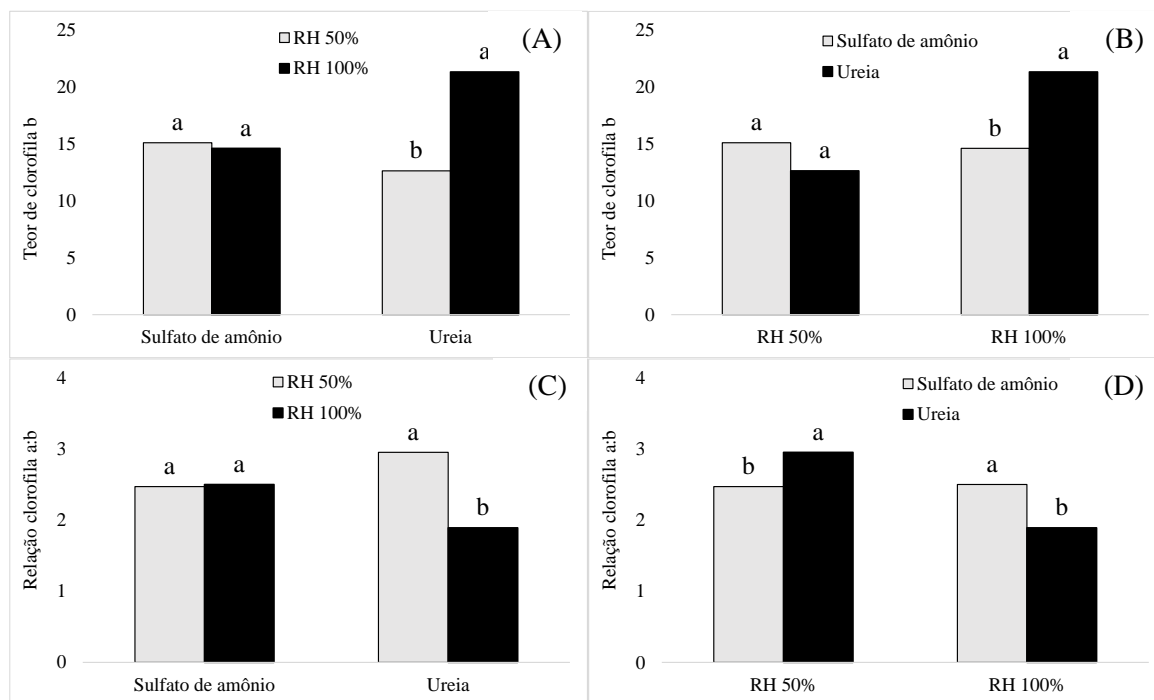 (A)
RH 50%
RH 100%
Teor de clorofila b
25
20
15
10
5
0
a
a
b
a
Sulfato de amônio
Ureia
(B)
Sulfato de amônio
Ureia
Teor de clorofila b
25
20
15
10
5
0
a
a
b
a
RH 50%
RH 100%
(C)
RH 50%
RH 100%
Relação clorofila a:b
4
3
2
1
0
a
a
a
b
Sulfato de amônio
Ureia
(D)
Sulfato de amônio
Ureia
Relação clorofila a:b
4
3
2
1
0
b
a
a
b
RH 50%
RH 100%